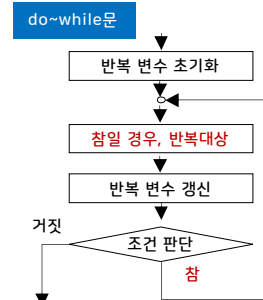 do~while문
반복 변수 초기화
참일 경우, 반복대상
반복 변수 갱신
거짓
조건 판단
참